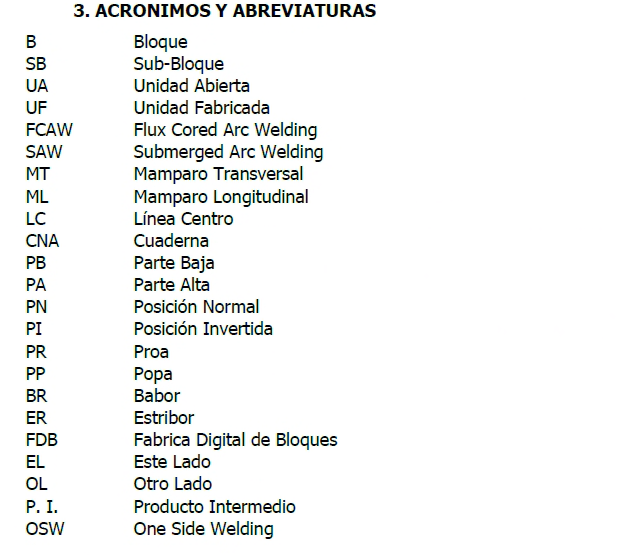 3. ACRONIMOS Y ABREVIATURAS
B Bloque
SB Sub-Bloque
UA Unidad Abierta
UF Unidad Fabricada
FCAW Flux Cored Arc Welding
SAW Submerged Arc Welding
MT Mamparo Transversal
ML Mamparo Longitudinal
LC Línea Centro
CNA Cuaderna
PB Parte Baja
PA Parte Alta
PN Posición Normal
PI Posición Invertida
PR Proa
PP Popa
BR Babor
ER Estribor
FDB Fabrica Digital de Bloques
EL Este Lado
OL Otro Lado
P. I. Producto Intermedio
OSW One Side Welding